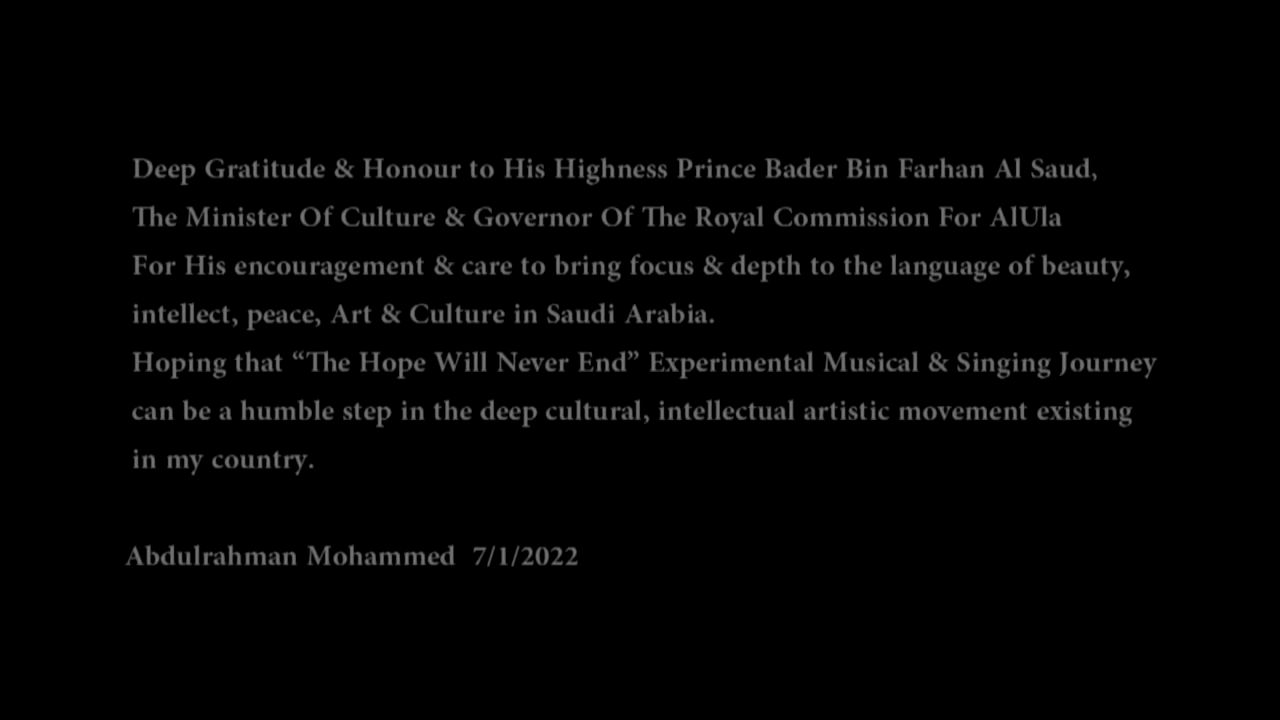 Deep Gratitude & Honour to His Highness Prince Bader Bin Farhan Al Saud,
The Minister Of Culture & Governor Of The Royal Commission For AlUla
For His encouragement & care to bring focus & depth to the language of beauty,
intellect, peace, Art & Culture in Saudi Arabia.
Hoping that “The Hope Will Never End” Experimental Musical & Singing Journey
can be a humble step in the deep cultural, intellectual artistic movement existing
in my country.
Abdulrahman Mohammed 7/1/2022